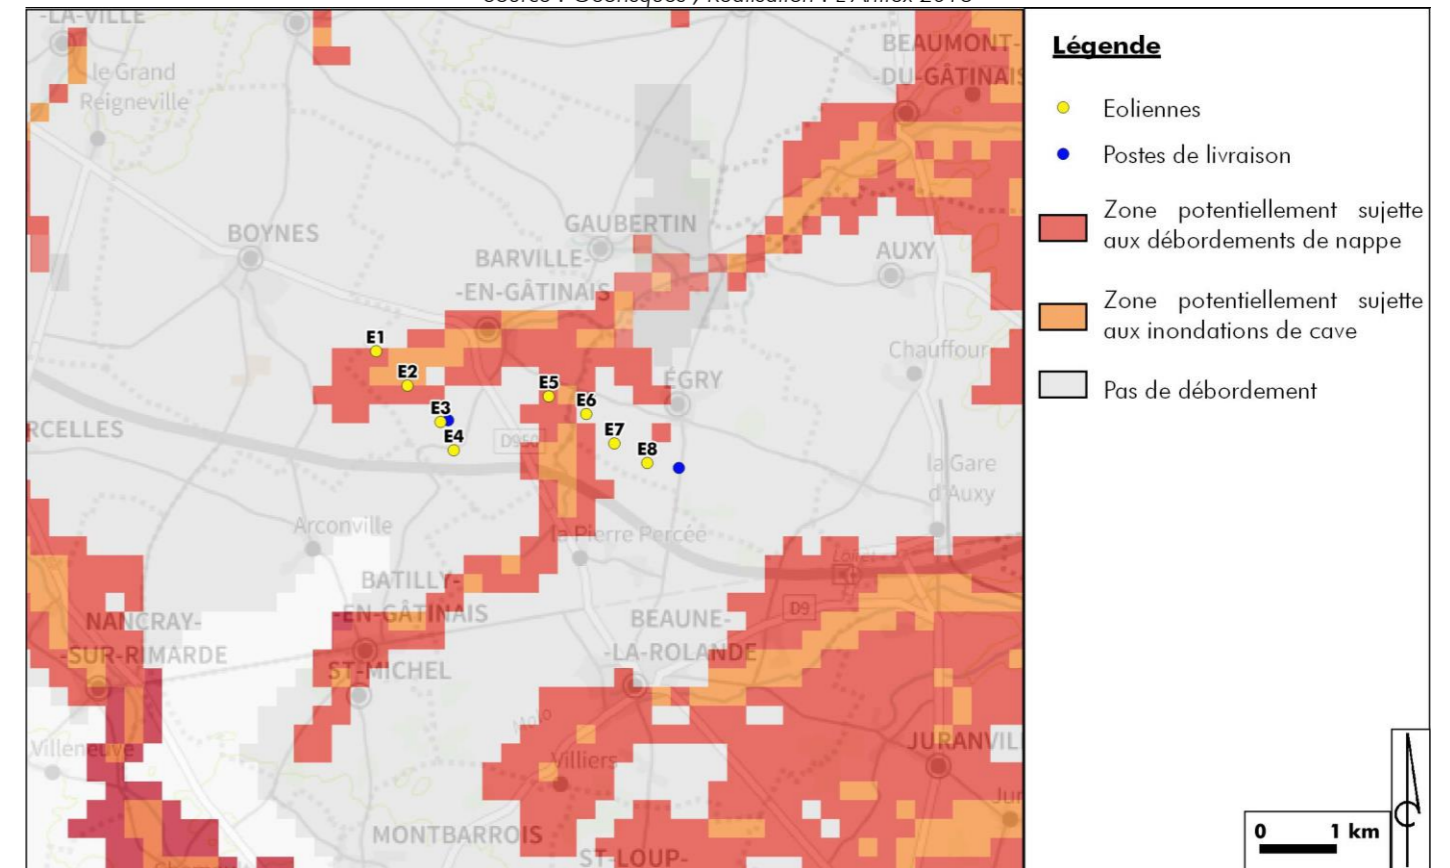 -LA-VILLE
BEAUMONT-
-DU-GÂTINAIS
le Grand
Reigneville
BOYNES
GAUBERTIN
BARVILLE-
-EN-GÂTINAIS
AUXY
E1
E2
E3
E4
E5
E6
E7
E8
ÉGRY
Chauffour
RCELLES
D950
la Gare
d'Auxy
Arconville
la Pierre Percée
BATILLY-
-EN-GÂTINAIS
NANCRAY-
-SUR-RIMARDE
BEAUNE-
-LA-ROLANDE
D9
ST-MICHEL
Villeneuve
Villiers
JURANVIL
Jur
MONTBARROIS
ST-LOUP-
Légende
Eoliennes
Postes de livraison
Zone potentiellement sujette
aux débordements de nappe
Zone potentiellement sujette
aux inondations de cave
Pas de débordement
0 1 km